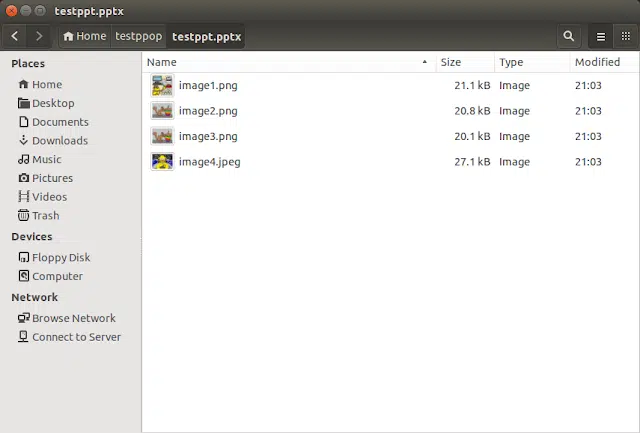 testppt.pptx
Home testppop testppt.pptx
Places
Home
Desktop
Documents
Downloads
Music
Pictures
Videos
Trash
Devices
Floppy Disk
Computer
Network
Browse Network
Connect to Server
Name Size Type Modified
image1.png 21.1 kB Image 21:03
image2.png 20.8 kB Image 21:03
image3.png 20.1 kB Image 21:03
image4.jpeg 27.1 kB Image 21:03